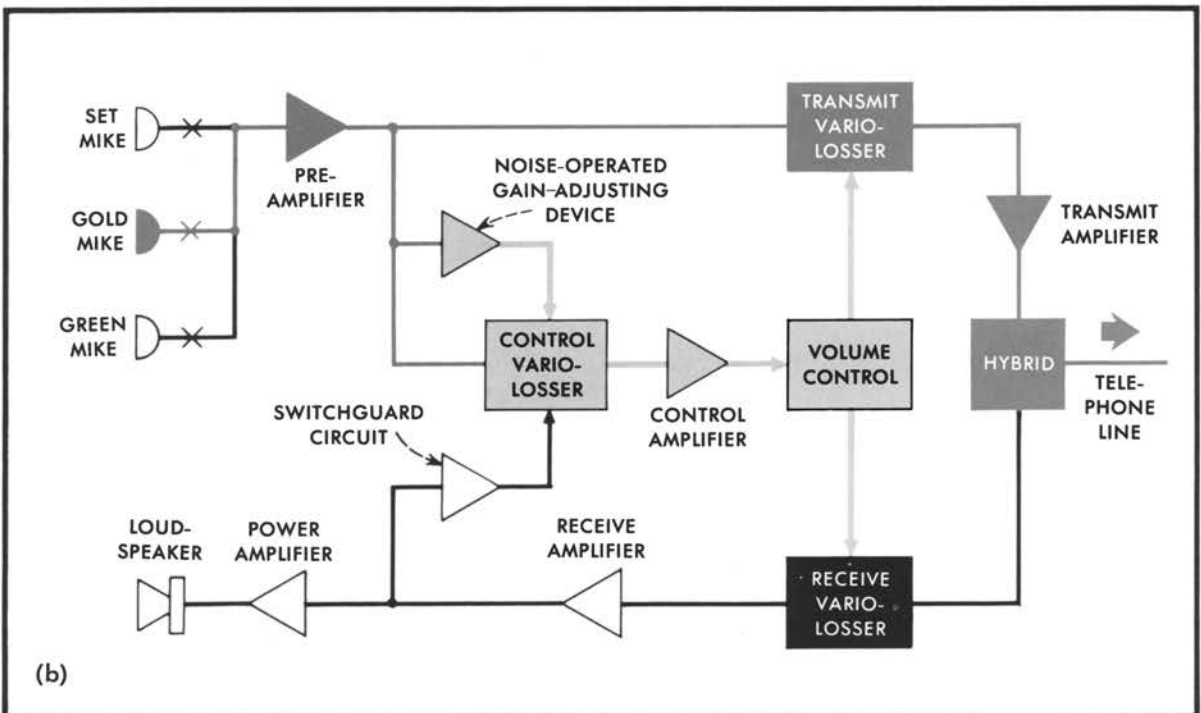 SET
MIKE
GOLD
MIKE
GREEN
MIKE
PRE-
AMPLIFIER
NOISE-OPERATED
GAIN-ADJUSTING
DEVICE
TRANSMIT
VARIO-
LOSSER
TRANSMIT
AMPLIFIER
CONTROL
VARIO-
LOSSER
CONTROL
AMPLIFIER
VOLUME
CONTROL
HYBRID
TELE-
PHONE
LINE
SWITCHGUARD
CIRCUIT
LOUD-
SPEAKER
POWER
AMPLIFIER
RECEIVE
AMPLIFIER
RECEIVE
VARIO-
LOSSER
(b)